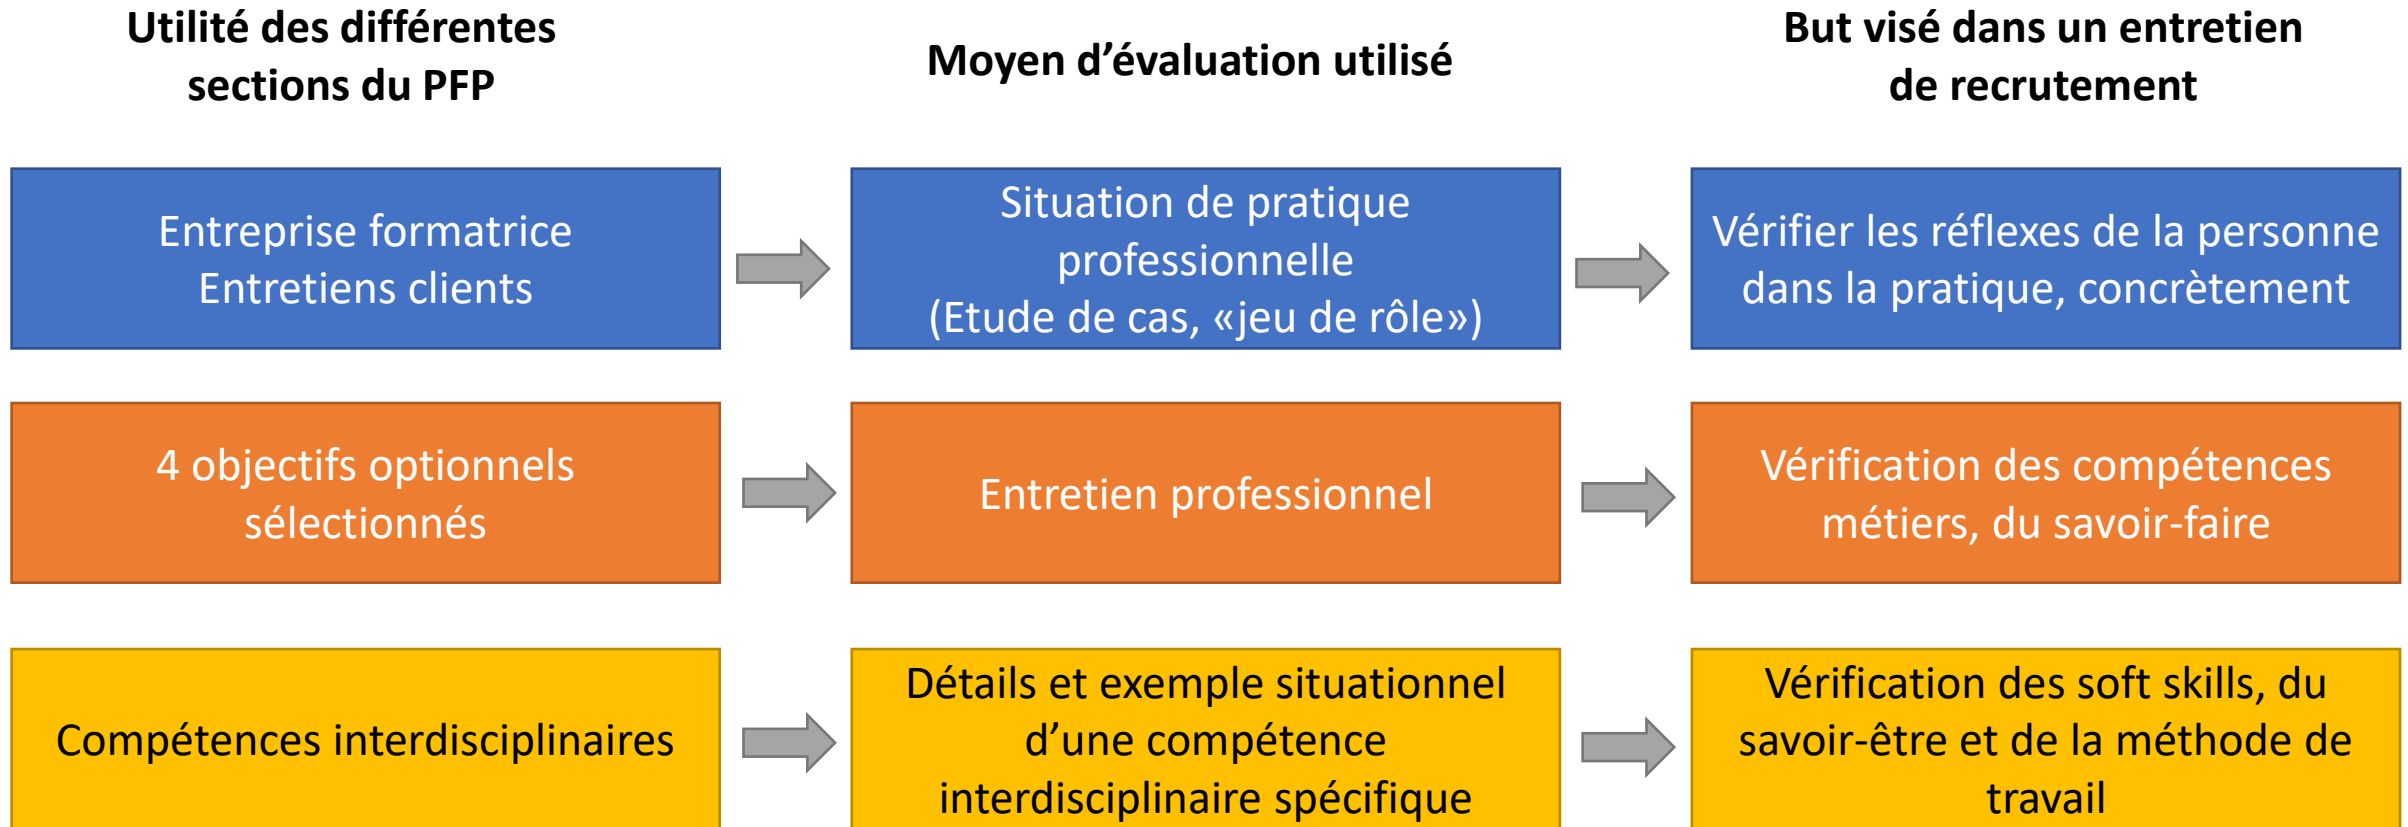 Utilité des différentes
sections du PFP
Moyen d’évaluation utilisé
But visé dans un entretien
de recrutement
Entreprise formatrice
Entretiens clients
Situation de pratique
professionnelle
(Etude de cas, «jeu de rôle»)
Vérifier les réflexes de la personne
dans la pratique, concrètement
4 objectifs optionnels
sélectionnés
Entretien professionnel
Vérification des compétences
métiers, du savoir-faire
Compétences interdisciplinaires
Détails et exemple situationnel
d’une compétence
interdisciplinaire spécifique
Vérification des soft skills, du
savoir-être et de la méthode de
travail